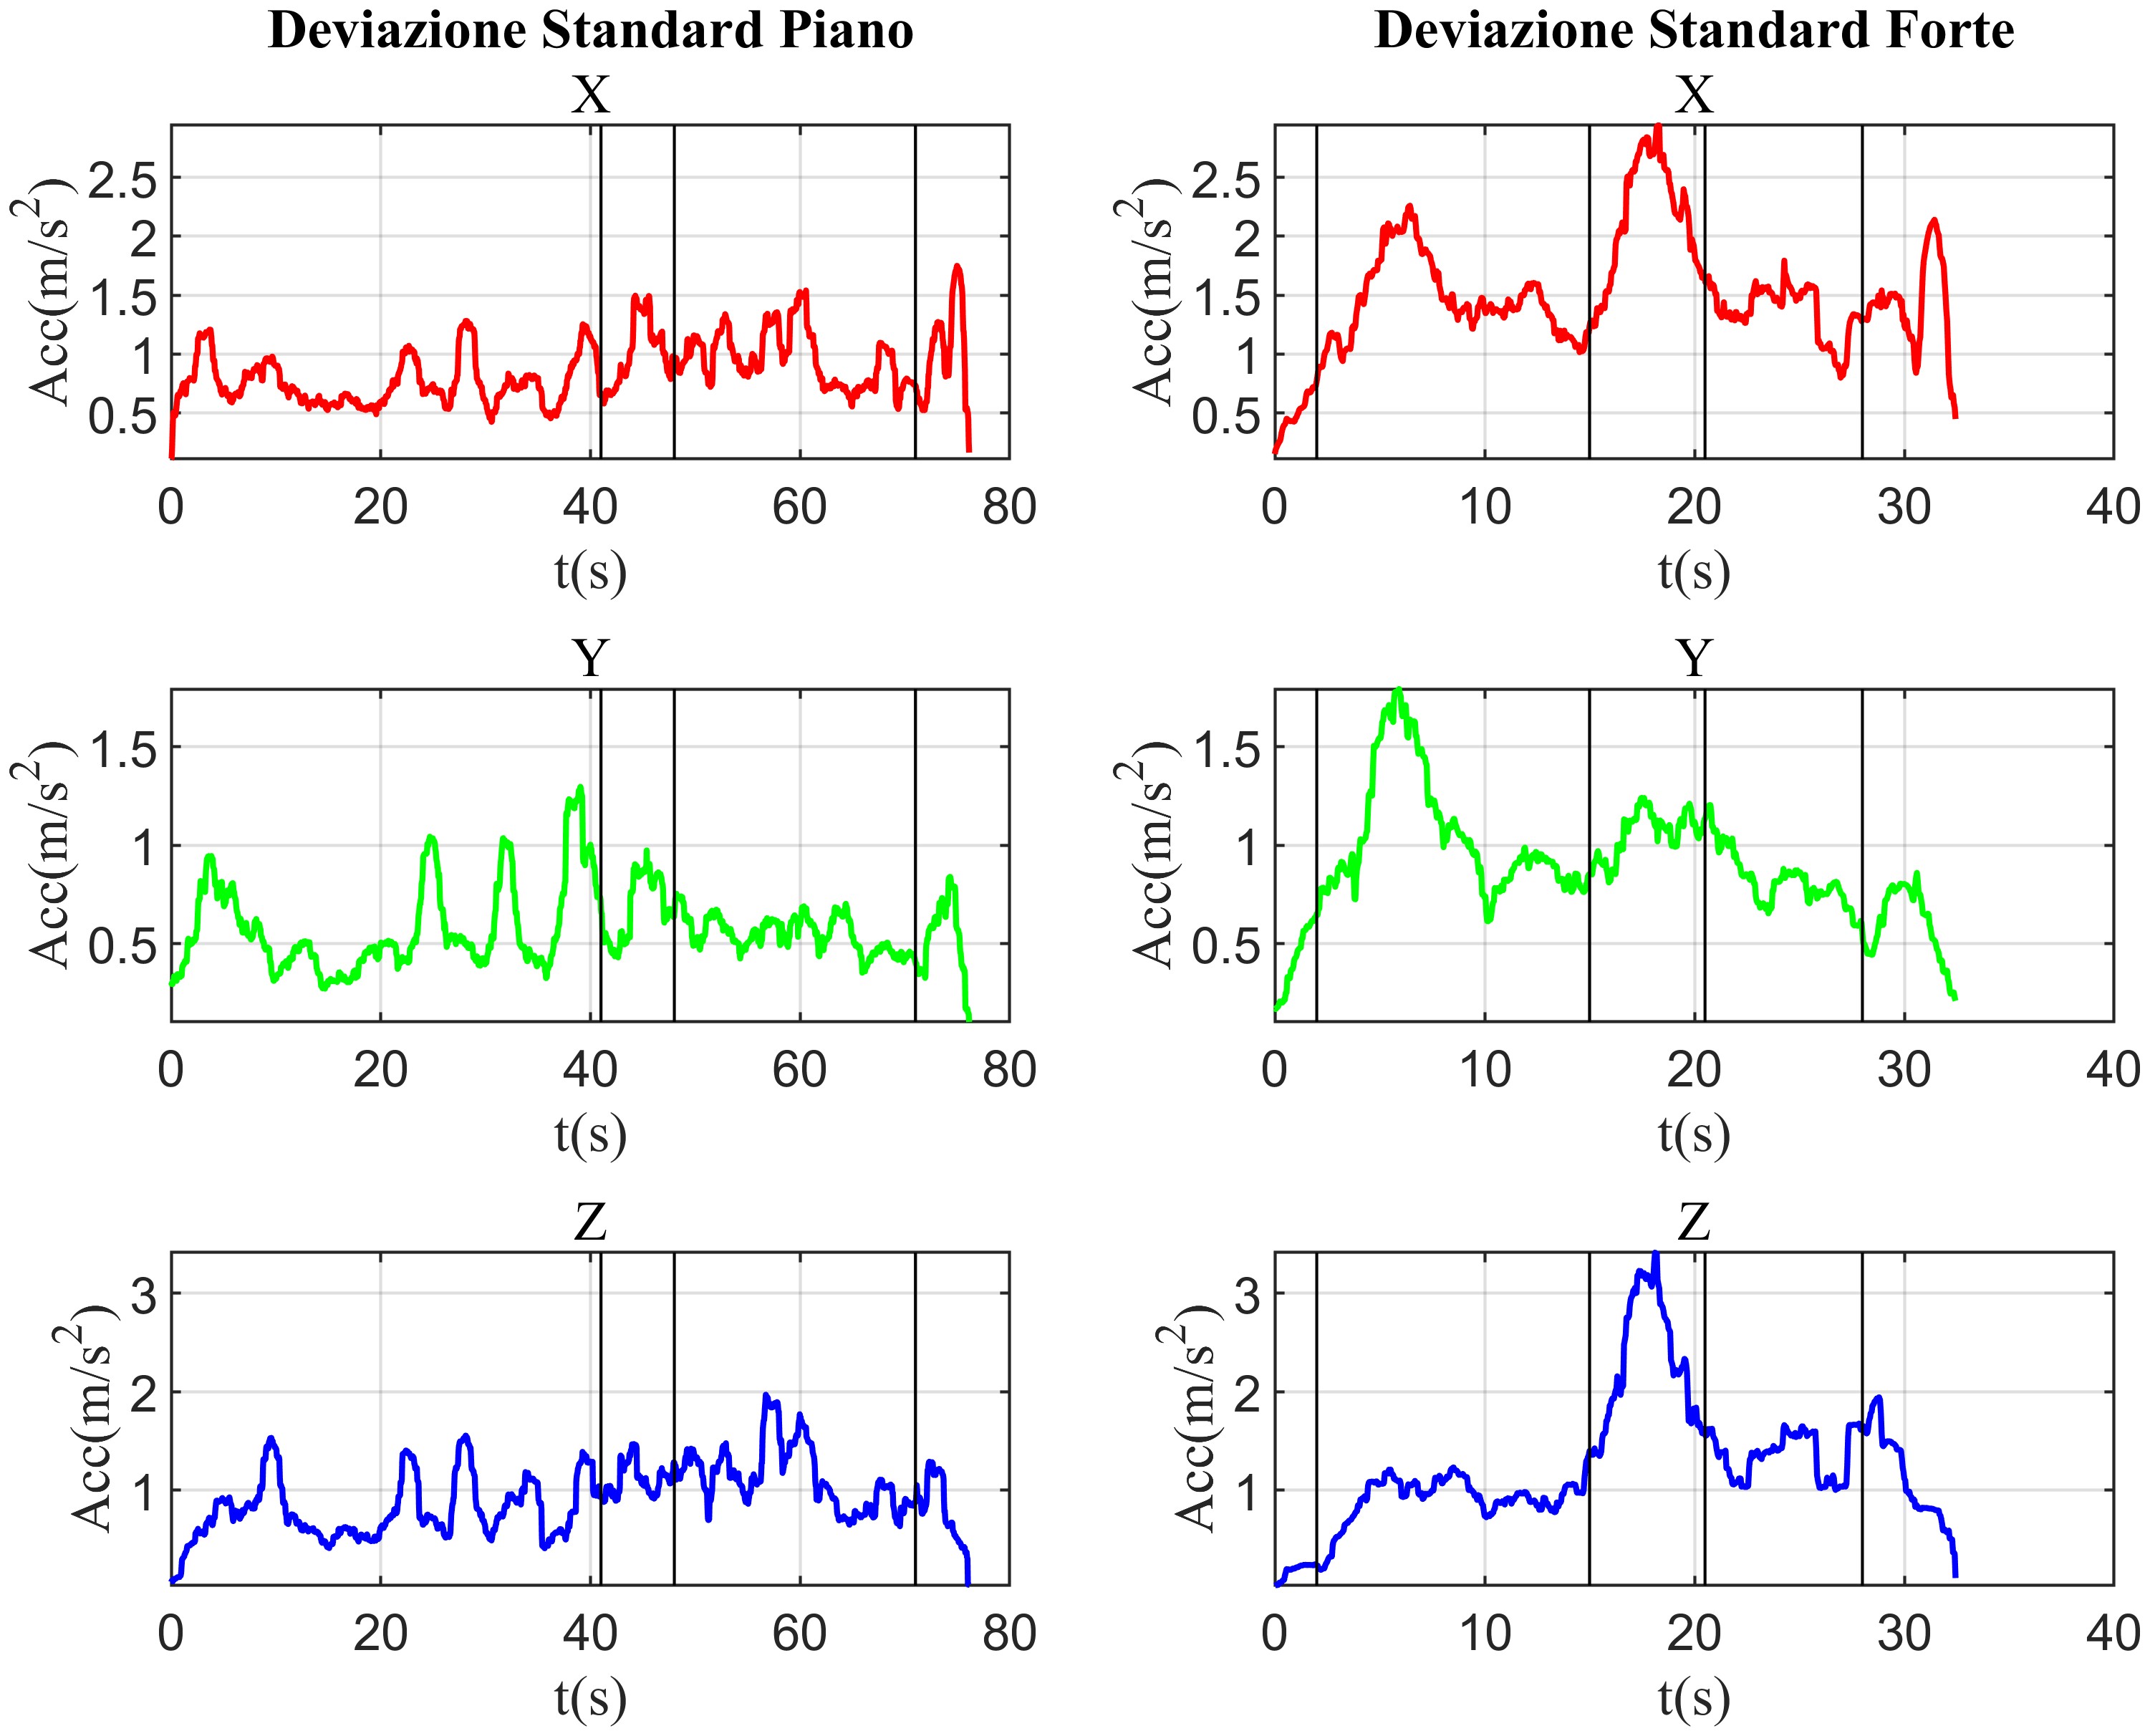 Deviazione Standard Piano
Deviazione Standard Forte
X
Acc(m/s²)
2.5
2
1.5
1
0.5
0 20 40 60 80
t(s)
X
Acc(m/s²)
2.5
2
1.5
1
0.5
0 10 20 30 40
t(s)
Y
Acc(m/s²)
1.5
1
0.5
0 20 40 60 80
t(s)
Y
Acc(m/s²)
1.5
1
0.5
0 10 20 30 40
t(s)
Z
Acc(m/s²)
3
2
1
0 20 40 60 80
t(s)
Z
Acc(m/s²)
3
2
1
0 10 20 30 40
t(s)